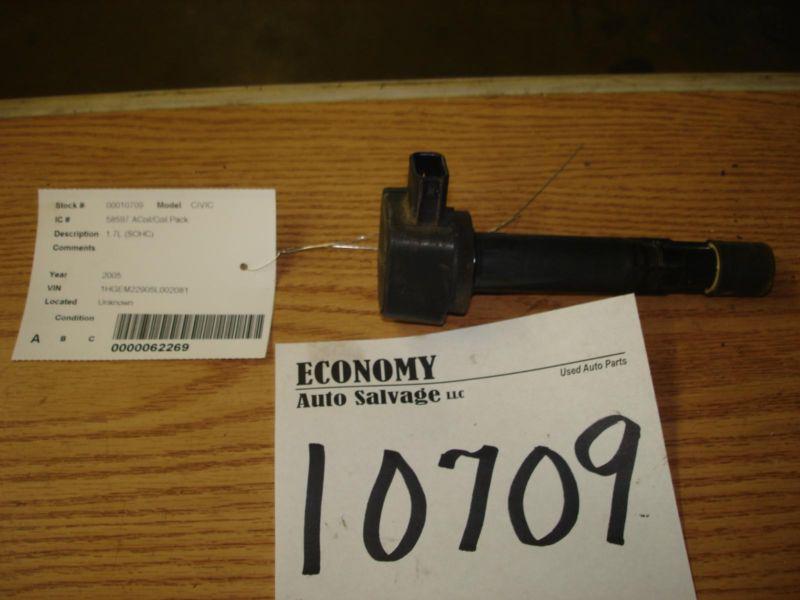 Stock # 00010709 Model CIVIC
IC # 58597 ACoil/Coil Pack
Description 1.7L (SOHC)
Comments
Year 2005
VIN 1HGEM22905L002081
Located Unknown
Condition
A B C
0000062269
ECONOMY
Auto Salvage LLC
Used Auto Parts
10709